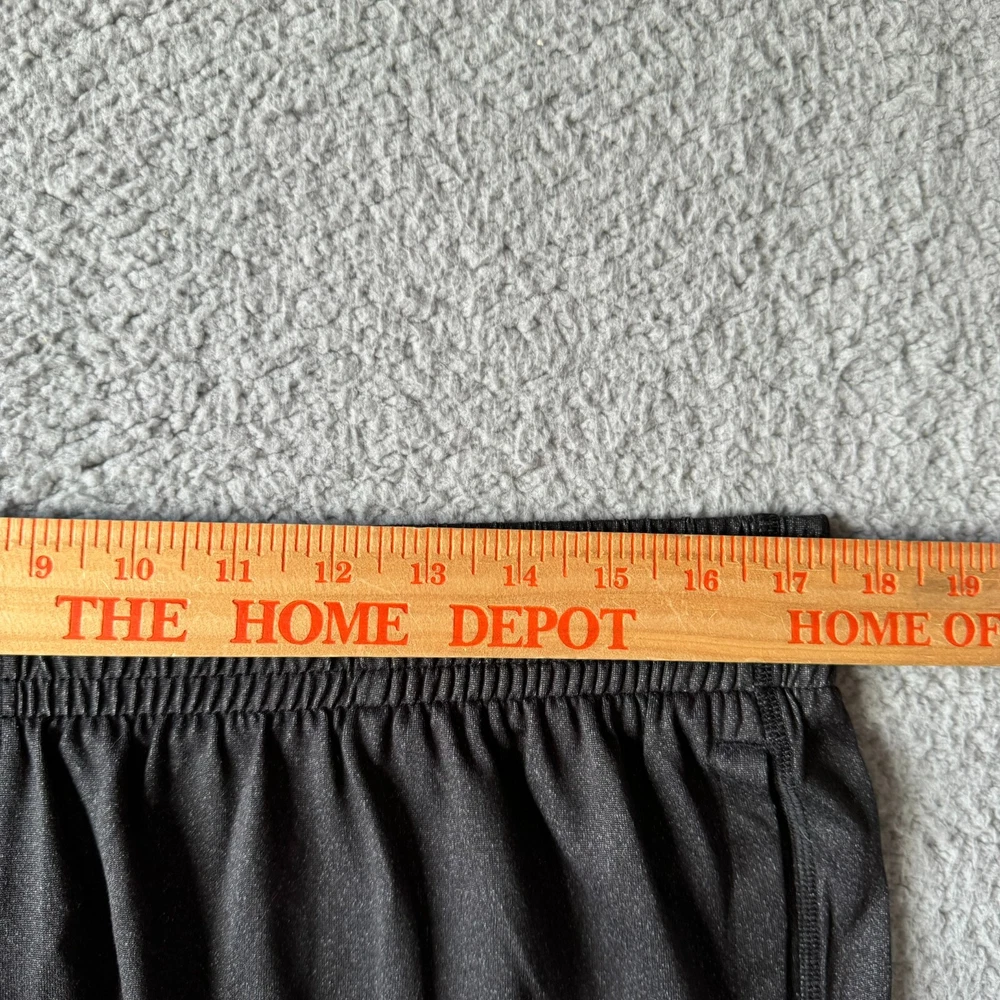 9 10 11 12 13 14 15 16 17 18 19
THE HOME DEPOT HOME OF